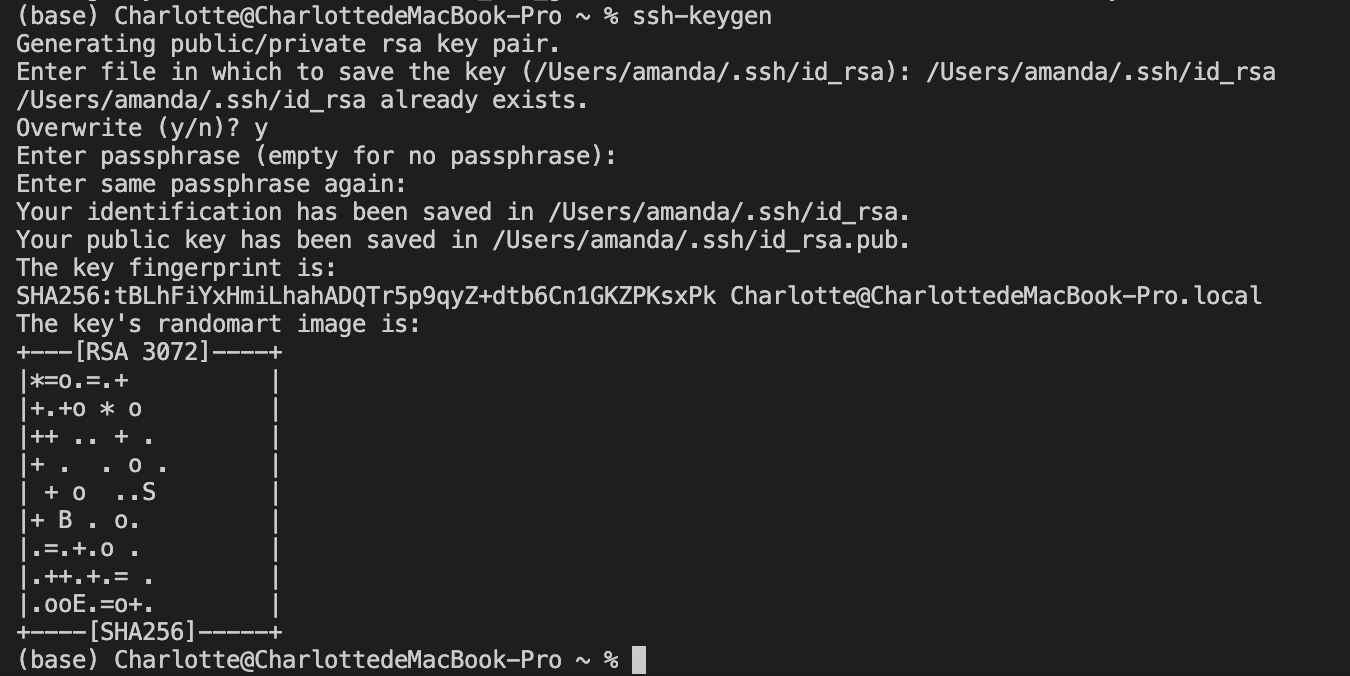 (base) Charlotte@CharlottedeMacBook-Pro ~ % ssh-keygen
Generating public/private rsa key pair.
Enter file in which to save the key (/Users/amanda/.ssh/id_rsa): /Users/amanda/.ssh/id_rsa
/Users/amanda/.ssh/id_rsa already exists.
Overwrite (y/n)? y
Enter passphrase (empty for no passphrase):
Enter same passphrase again:
Your identification has been saved in /Users/amanda/.ssh/id_rsa.
Your public key has been saved in /Users/amanda/.ssh/id_rsa.pub.
The key fingerprint is:
SHA256:tBLhFiYxHmiLhahADQTr5p9qyZ+dtb6Cn1GKZPKsxPk Charlotte@CharlottedeMacBook-Pro.local
The key's randomart image is:
+---[RSA 3072]----+
|*=o.=.+          |
|+.+o * o         |
|++ .. + .        |
|+ .  . o .       |
| + o  ..S        |
|+ B . o.         |
|.=.+.o .         |
|.++.+.= .        |
|.ooE.=o+.        |
+----[SHA256]-----+
(base) Charlotte@CharlottedeMacBook-Pro ~ %